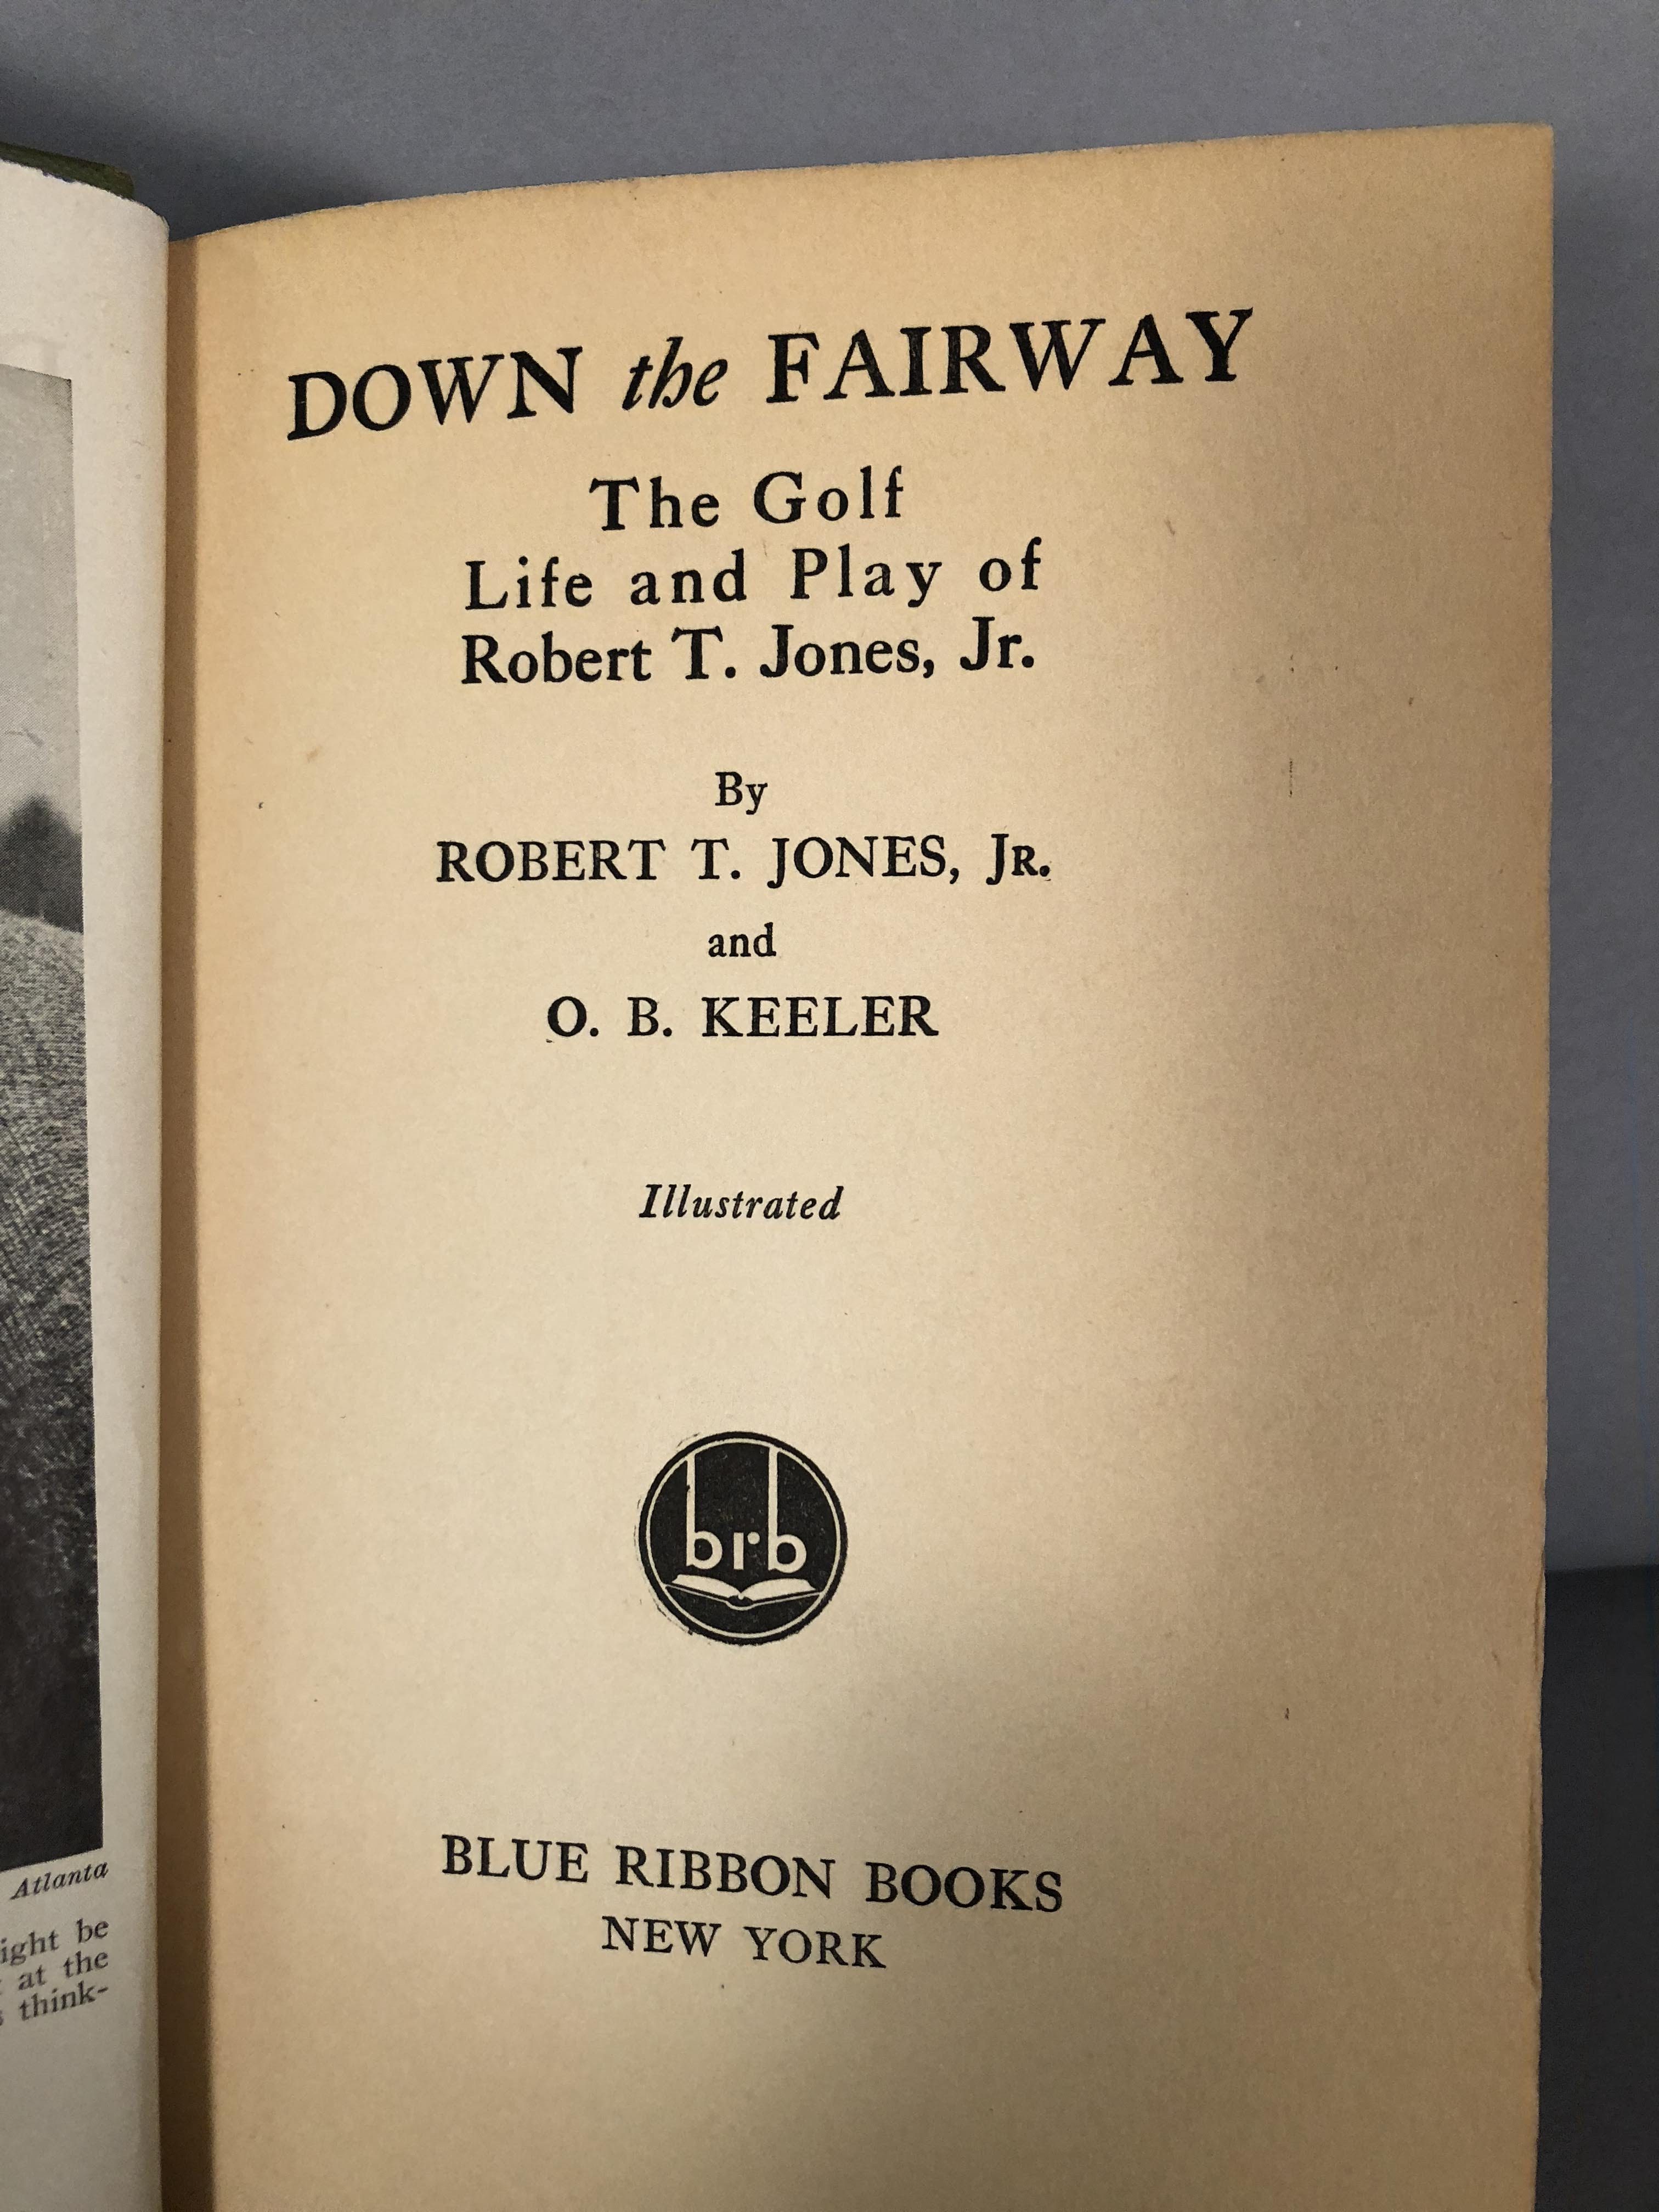 Atlanta
ight be
at the
think-
DOWN the FAIRWAY
The Golf
Life and Play of
Robert T. Jones, Jr.
By
ROBERT T. JONES, JR.
and
O. B. KEELER
Illustrated
brb
BLUE RIBBON BOOKS
NEW YORK